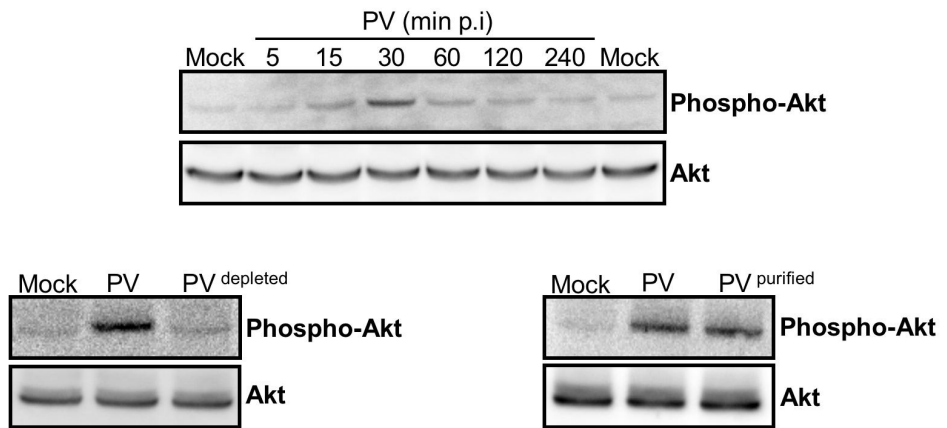 PV (min p.i)
Mock 5 15 30 60 120 240 Mock
Phospho-Akt
Akt
Mock PV PV depleted
Phospho-Akt
Akt
Mock PV PV purified
Phospho-Akt
Akt